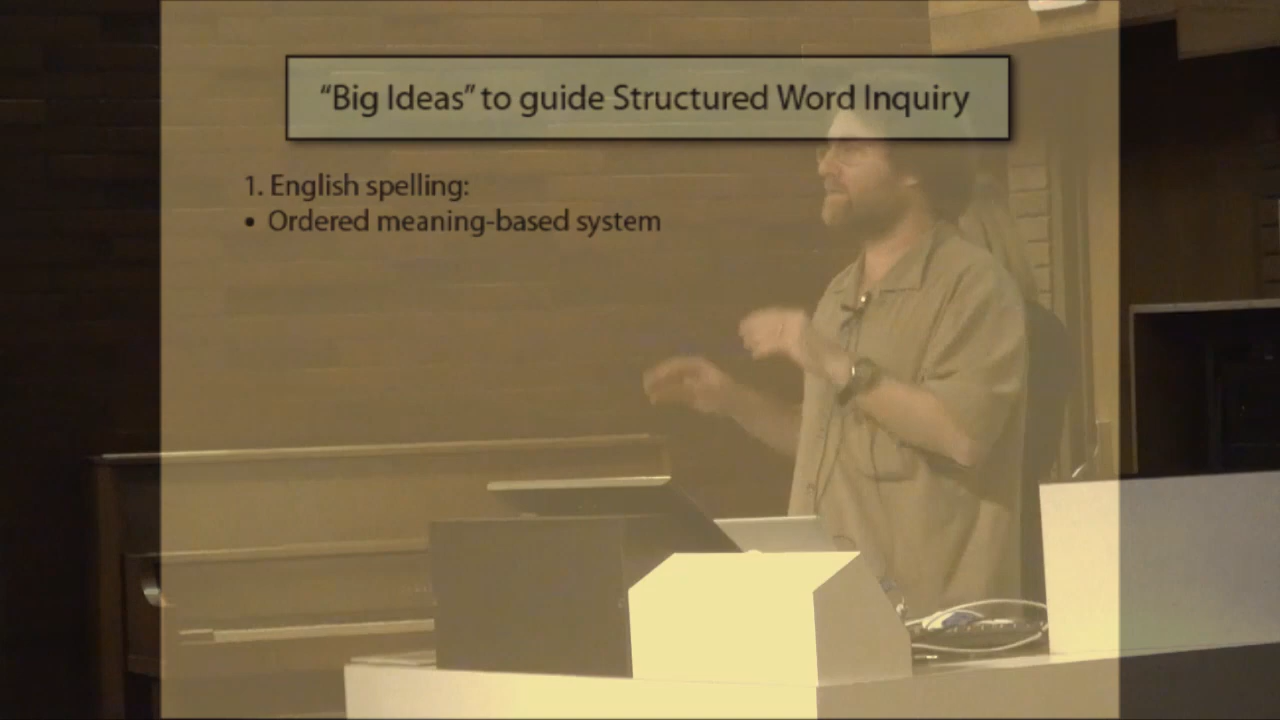 “Big Ideas” to guide Structured Word Inquiry
1. English spelling:
• Ordered meaning-based system